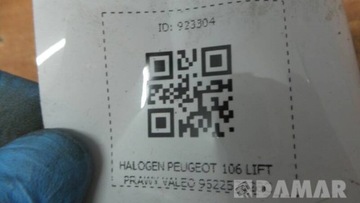 ID: 923304
HALOGEN PEUGEOT 106 LIFT
PRAWY VALEO
DAMAR